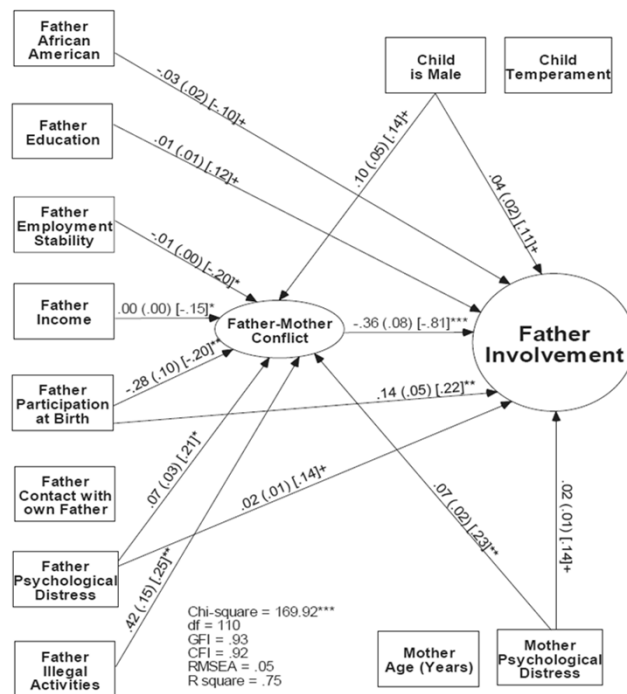 Father
African
American
Father
Education
Father
Employment
Stability
Father
Income
Father
Participation
at Birth
Father
Contact with
own Father
Father
Psychological
Distress
Father
Illegal
Activities
Child
is Male
Child
Temperament
-.03 (.02) [-.10]+
.01 (.01) [.12]+
-.01 (.00) [-.20]*
.00 (.00) [-.15]*
-.28 (.10) [-.20]**
.07 (.03) [.21]*
.42 (.15) [.25]**
.10 (.05) [.14]+
.04 (.02) [.11]+
Father-Mother
Conflict
-.36 (.08) [-.81]***
Father
Involvement
.14 (.05) [.22]**
.02 (.01) [.14]+
.07 (.02) [.23]**
.02 (.01) [.14]+
Chi-square = 169.92***
df = 110
GFI = .93
CFI = .92
RMSEA = .05
R square = .75
Mother
Age (Years)
Mother
Psychological
Distress